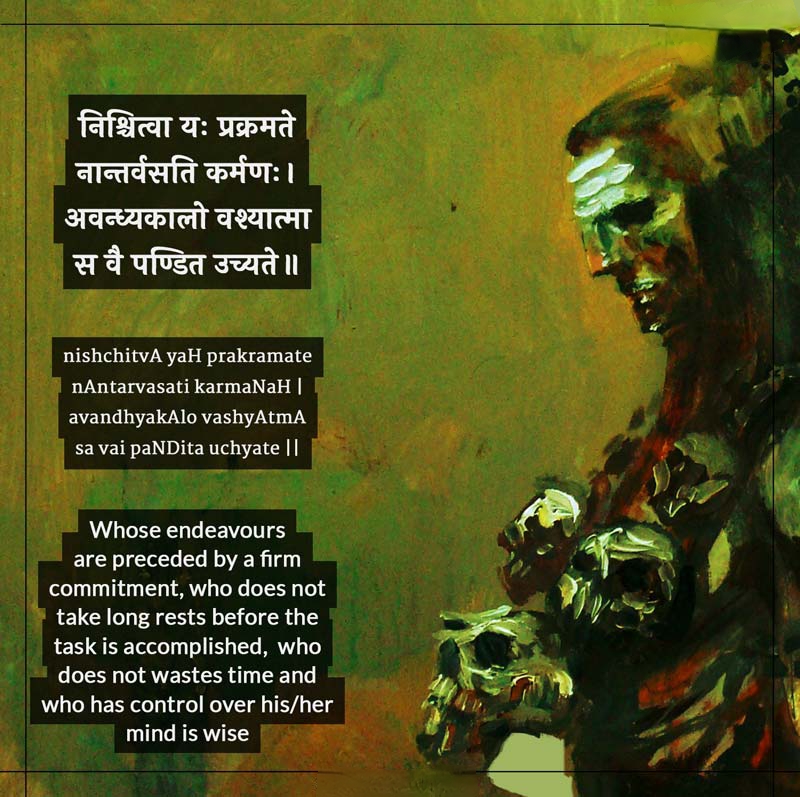 निश्चित्वा यः प्रक्रमते
नान्तर्वसति कर्मणः।
अवन्ध्यकालो वश्यात्मा
स वै पण्डित उच्यते॥
nishchitvA yaH prakramate
nAntarvasati karmaNaH |
avandhyakAlo vashyAtmA
sa vai paNDita uchyate ||
Whose endeavours
are preceded by a firm
commitment, who does not
take long rests before the
task is accomplished, who
does not wastes time and
who has control over his/her
mind is wise